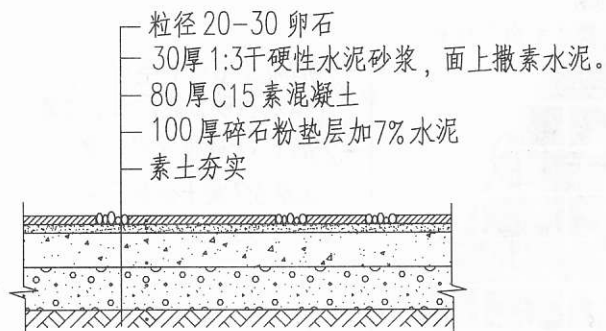 粒径20-30卵石
30厚1:3干硬性水泥砂浆，面上撒素水泥。
80厚C15素混凝土
100厚碎石粉垫层加7%水泥
素土夯实